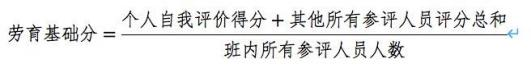 劳育基础分=
个人自我评价得分+其他所有参评人员评分总和
班内所有参评人员人数